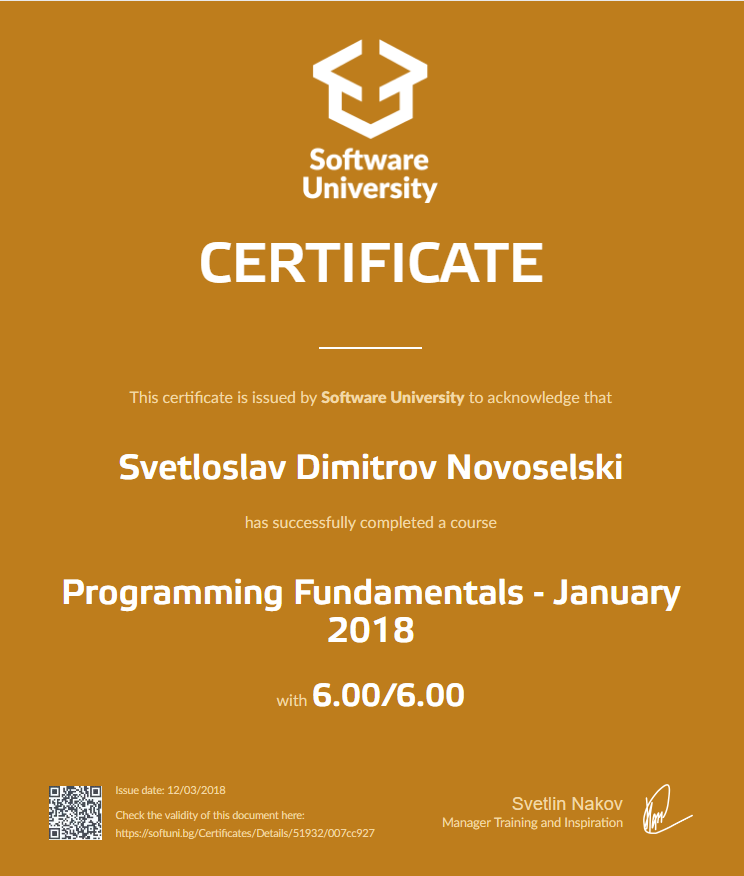 Software
University
CERTIFICATE
This certificate is issued by Software University to acknowledge that
Svetloslav Dimitrov Novoselski
has successfully completed a course
Programming Fundamentals - January
2018
with 6.00/6.00
Issue date: 12/03/2018
Check the validity of this document here:
https://softuni.bg/Certificates/Details/51932/007cc927
Svetlin Nakov
Manager Training and Inspiration